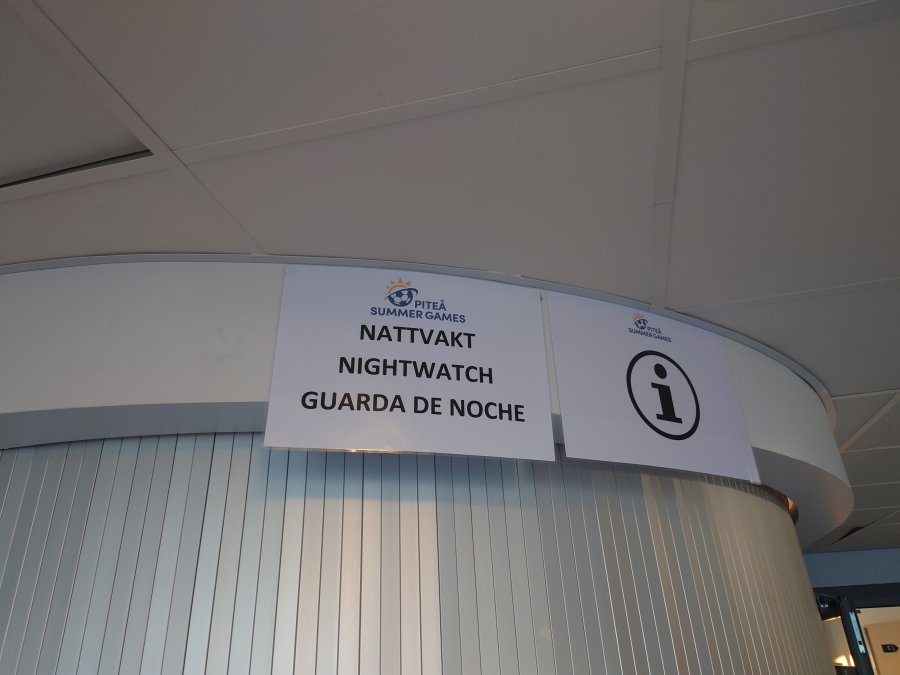 PITEÅ
SUMMER GAMES
NATTVAKT
NIGHTWATCH
GUARDA DE NOCHE
PITEÅ
SUMMER GAMES
i